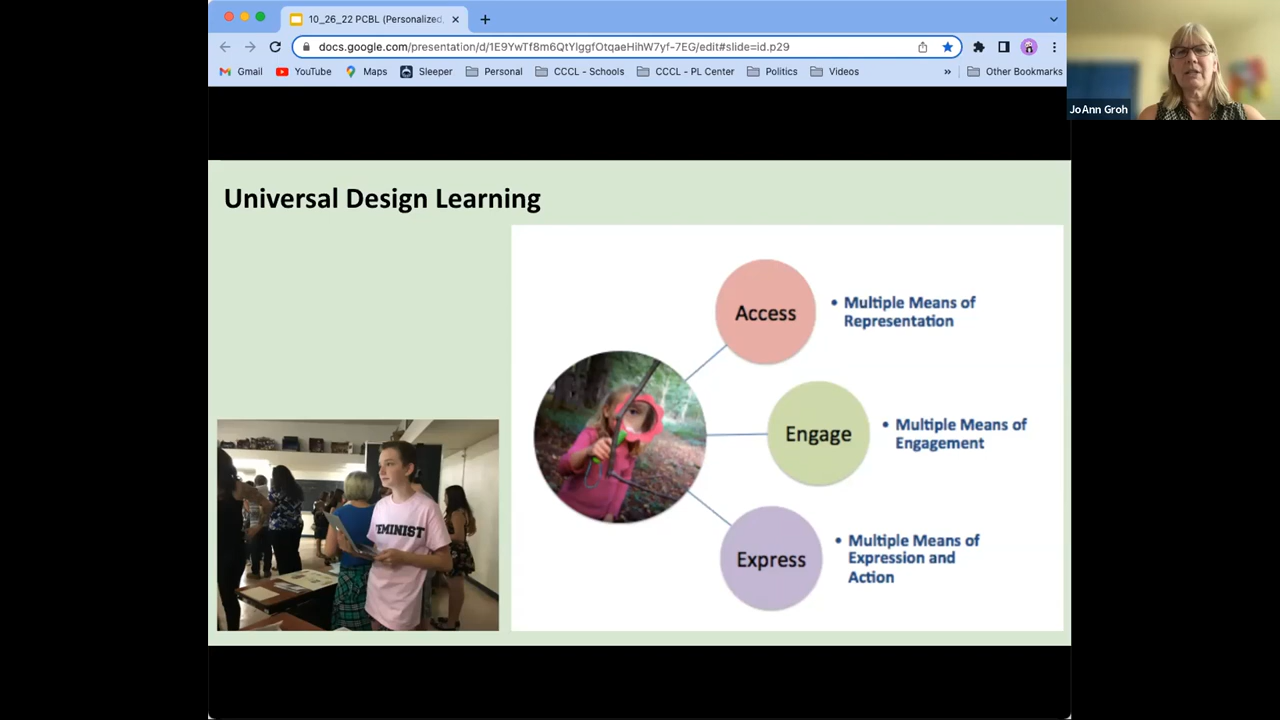 10_26_22 PCBL (Personalized,
docs.google.com/presentation/d/1E9YwTf8m6QtYlggfOtqaeHihW7yf-7EG/edit#slide=id.p29
Gmail
YouTube
Maps
Sleeper
Personal
CCCL - Schools
CCCL - PL Center
Politics
Videos
»
Other Bookmarks
JoAnn Groh
Universal Design Learning
Access
• Multiple Means of
Representation
Engage
• Multiple Means of
Engagement
Express
• Multiple Means of
Expression and
Action
EMINIST